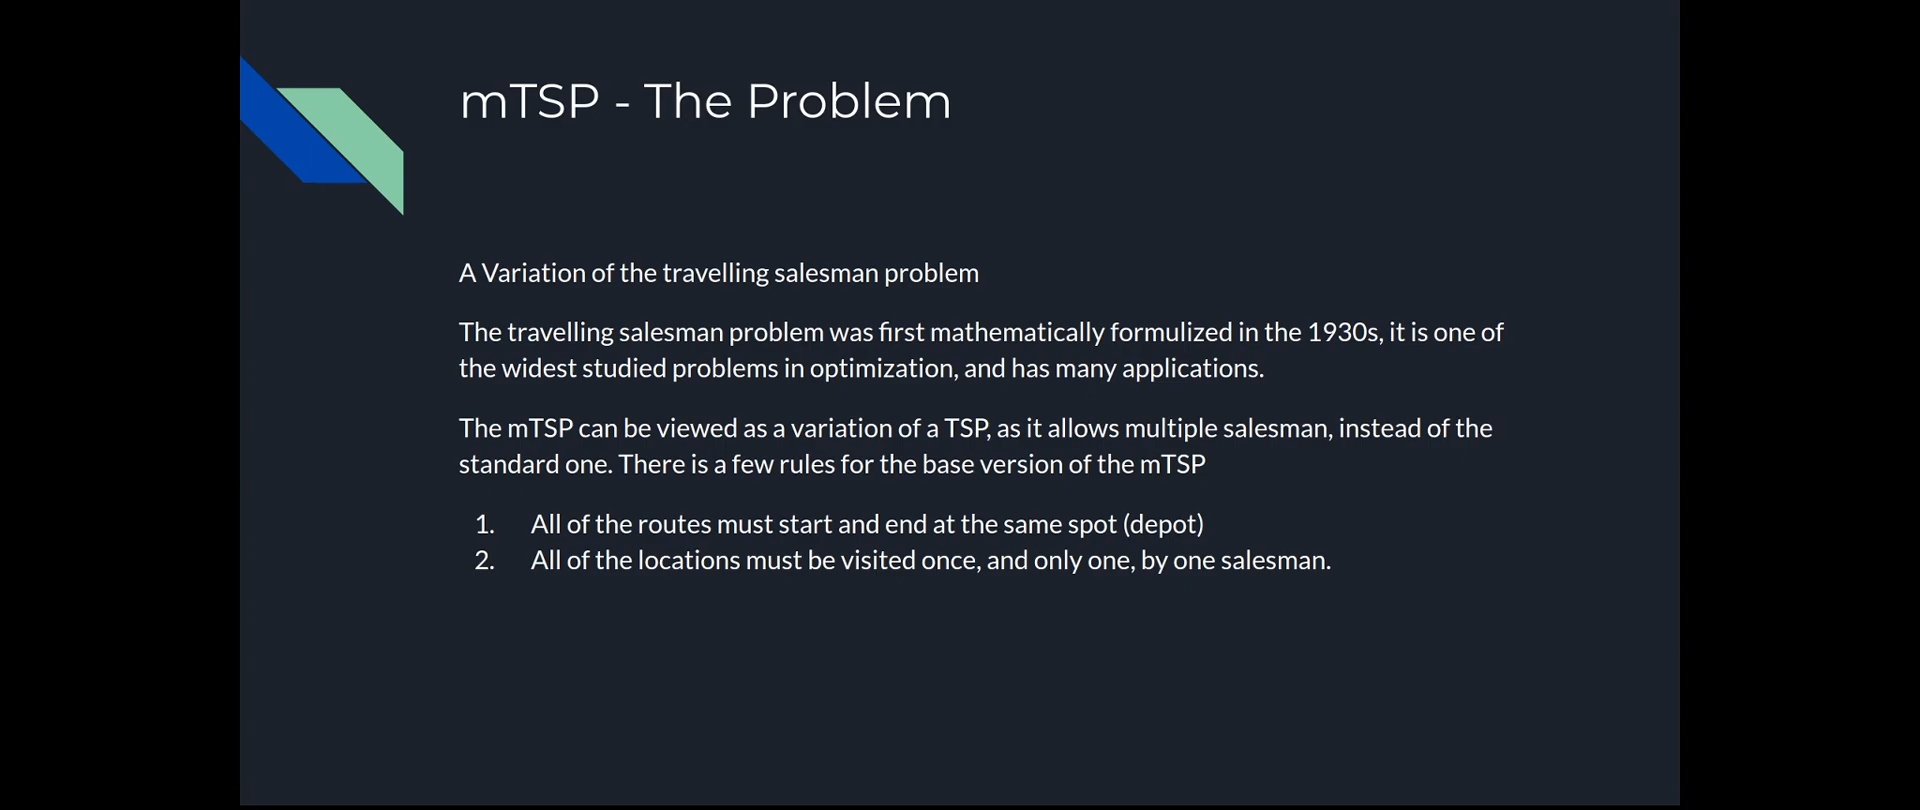 mTSP - The Problem
A Variation of the travelling salesman problem
The travelling salesman problem was first mathematically formulized in the 1930s, it is one of
the widest studied problems in optimization, and has many applications.
The mTSP can be viewed as a variation of a TSP, as it allows multiple salesman, instead of the
standard one. There is a few rules for the base version of the mTSP
1. All of the routes must start and end at the same spot (depot)
2. All of the locations must be visited once, and only one, by one salesman.